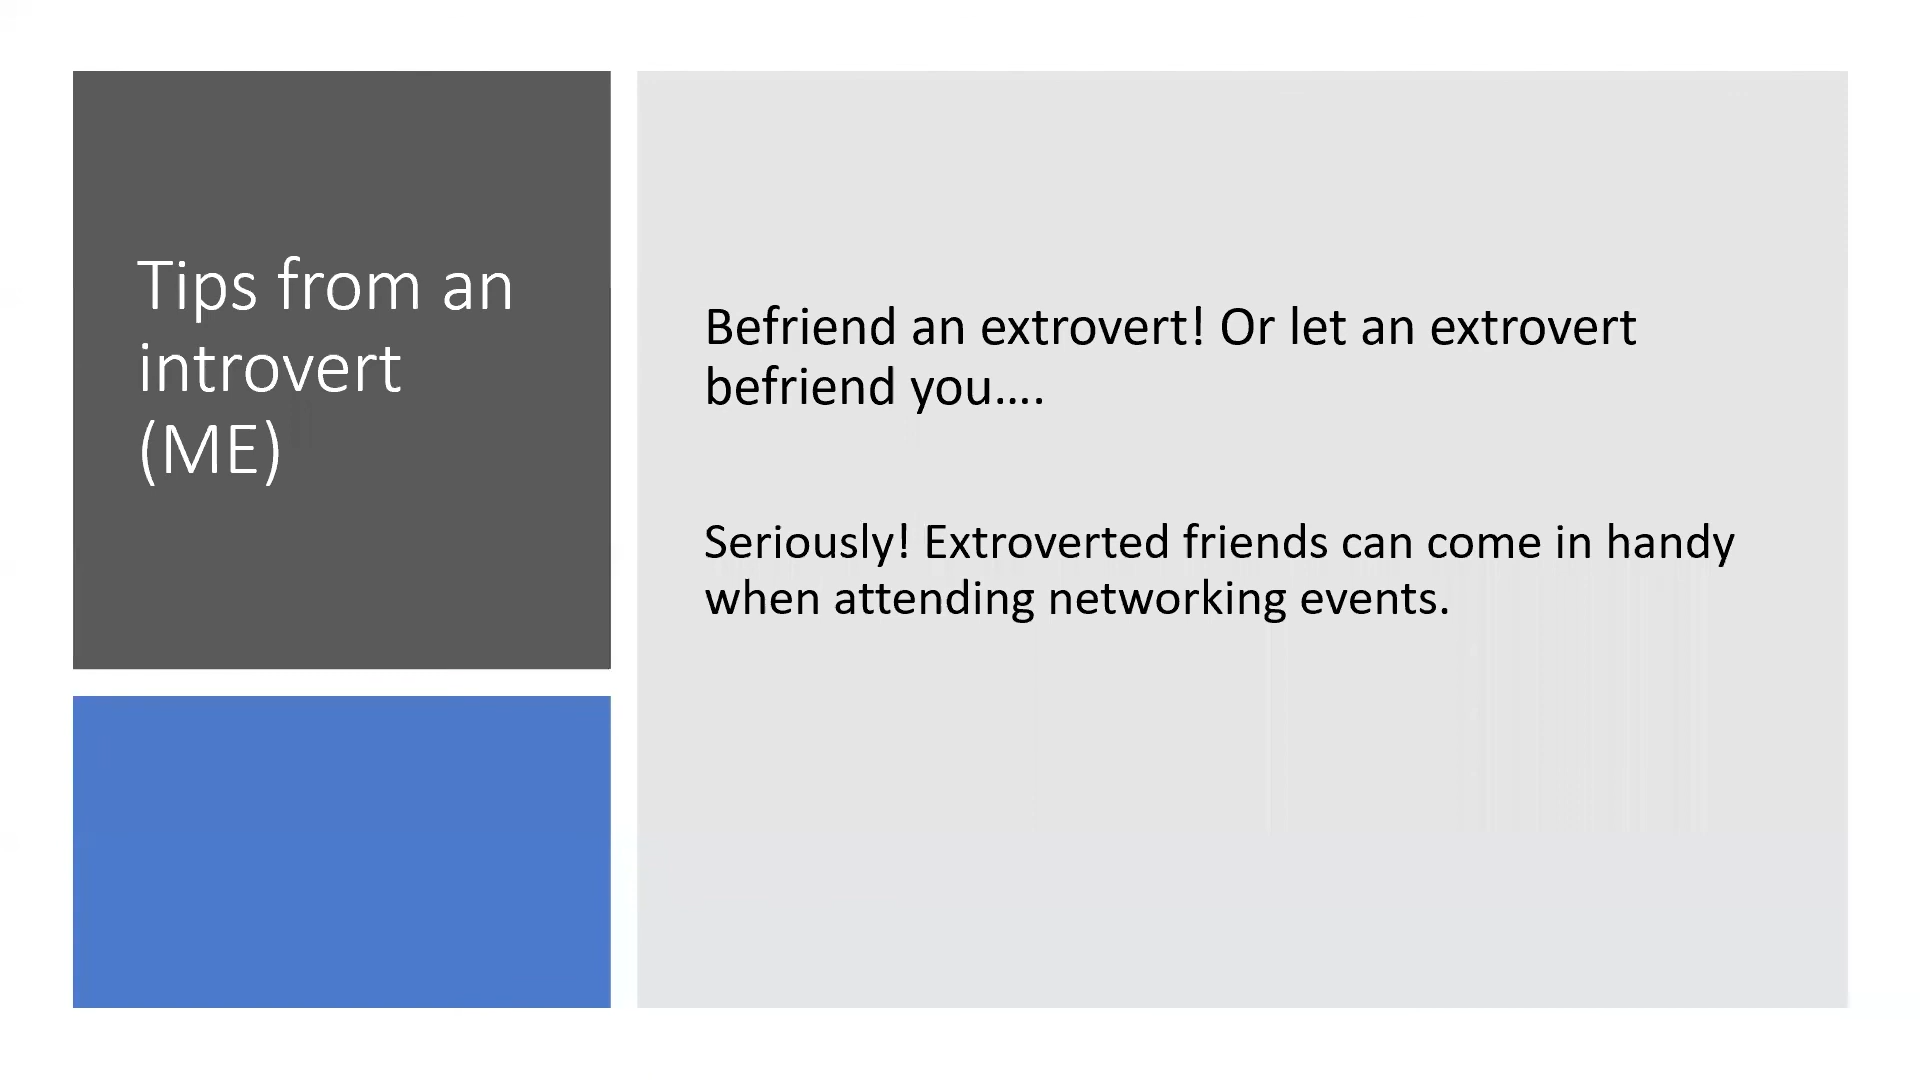 Tips from an
introvert
(ME)
Befriend an extrovert! Or let an extrovert
befriend you....
Seriously! Extroverted friends can come in handy
when attending networking events.